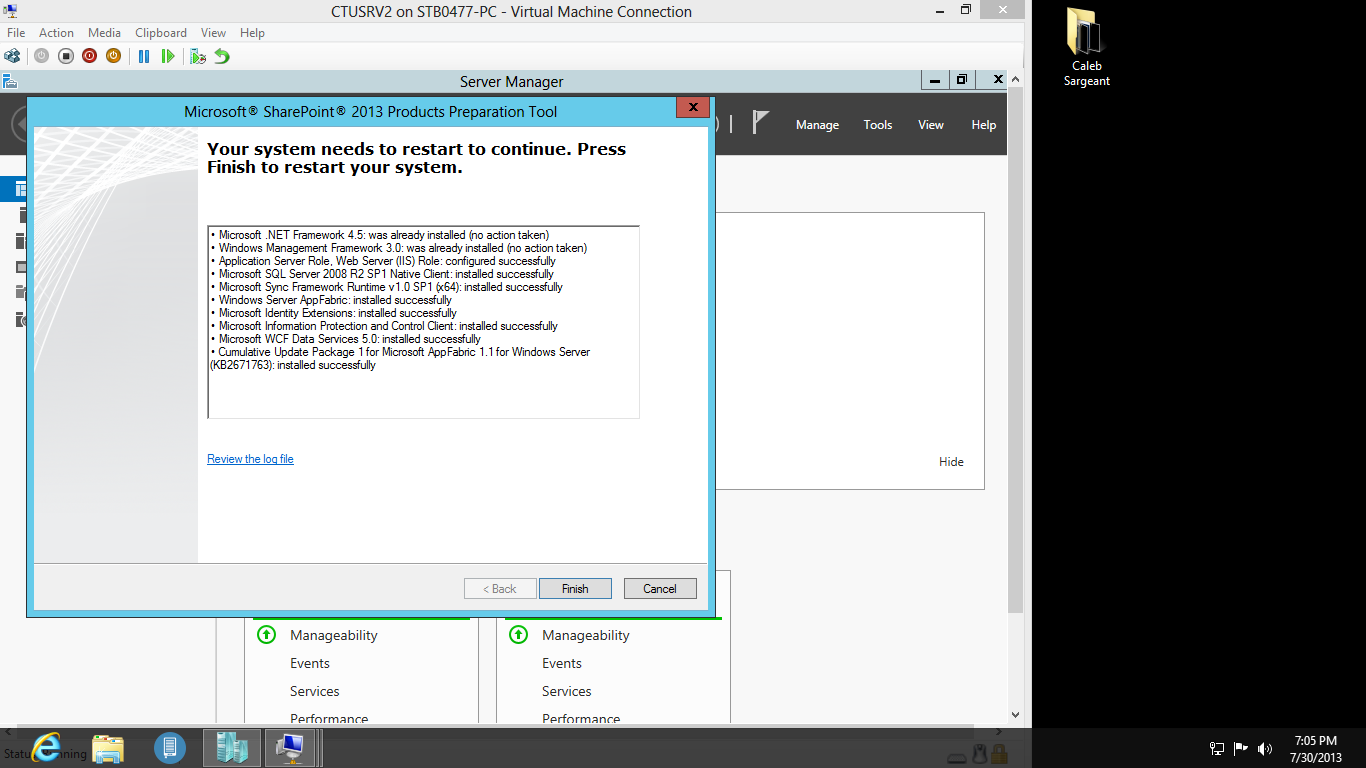 CTUSRV2 on STB0477-PC - Virtual Machine Connection
File Action Media Clipboard View Help
Server Manager
Manage Tools View Help
Microsoft® SharePoint® 2013 Products Preparation Tool
Your system needs to restart to continue. Press
Finish to restart your system.
• Microsoft .NET Framework 4.5: was already installed (no action taken)
• Windows Management Framework 3.0: was already installed (no action taken)
• Application Server Role, Web Server (IIS) Role: configured successfully
• Microsoft SQL Server 2008 R2 SP1 Native Client: installed successfully
• Microsoft Sync Framework Runtime v1.0 SP1 (x64): installed successfully
• Windows Server AppFabric: installed successfully
• Microsoft Identity Extensions: installed successfully
• Microsoft Information Protection and Control Client: installed successfully
• Microsoft WCF Data Services 5.0: installed successfully
• Cumulative Update Package 1 for Microsoft AppFabric 1.1 for Windows Server
(KB2671763): installed successfully
Review the log file
Hide
< Back Finish Cancel
Manageability Manageability
Events Events
Services Services
Performance Performance
Caleb
Sargeant
7:05 PM
7/30/2013